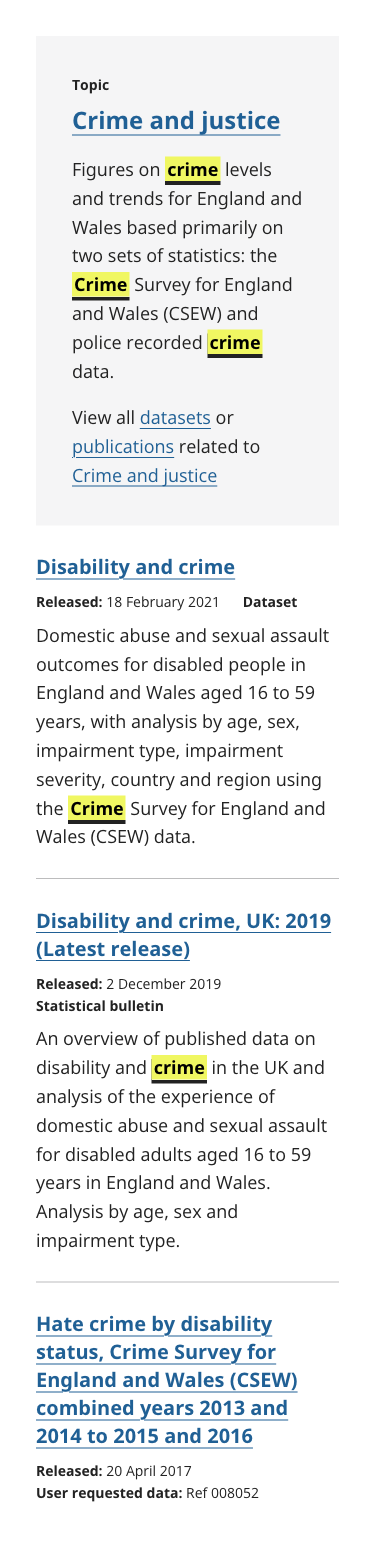 Topic
Crime and justice
Figures on crime levels
and trends for England and
Wales based primarily on
two sets of statistics: the
Crime Survey for England
and Wales (CSEW) and
police recorded crime
data.
View all datasets or
publications related to
Crime and justice
Disability and crime
Released: 18 February 2021 Dataset
Domestic abuse and sexual assault
outcomes for disabled people in
England and Wales aged 16 to 59
years, with analysis by age, sex,
impairment type, impairment
severity, country and region using
the Crime Survey for England and
Wales (CSEW) data.
Disability and crime, UK: 2019
(Latest release)
Released: 2 December 2019
Statistical bulletin
An overview of published data on
disability and crime in the UK and
analysis of the experience of
domestic abuse and sexual assault
for disabled adults aged 16 to 59
years in England and Wales.
Analysis by age, sex and
impairment type.
Hate crime by disability
status, Crime Survey for
England and Wales (CSEW)
combined years 2013 and
2014 to 2015 and 2016
Released: 20 April 2017
User requested data: Ref 008052